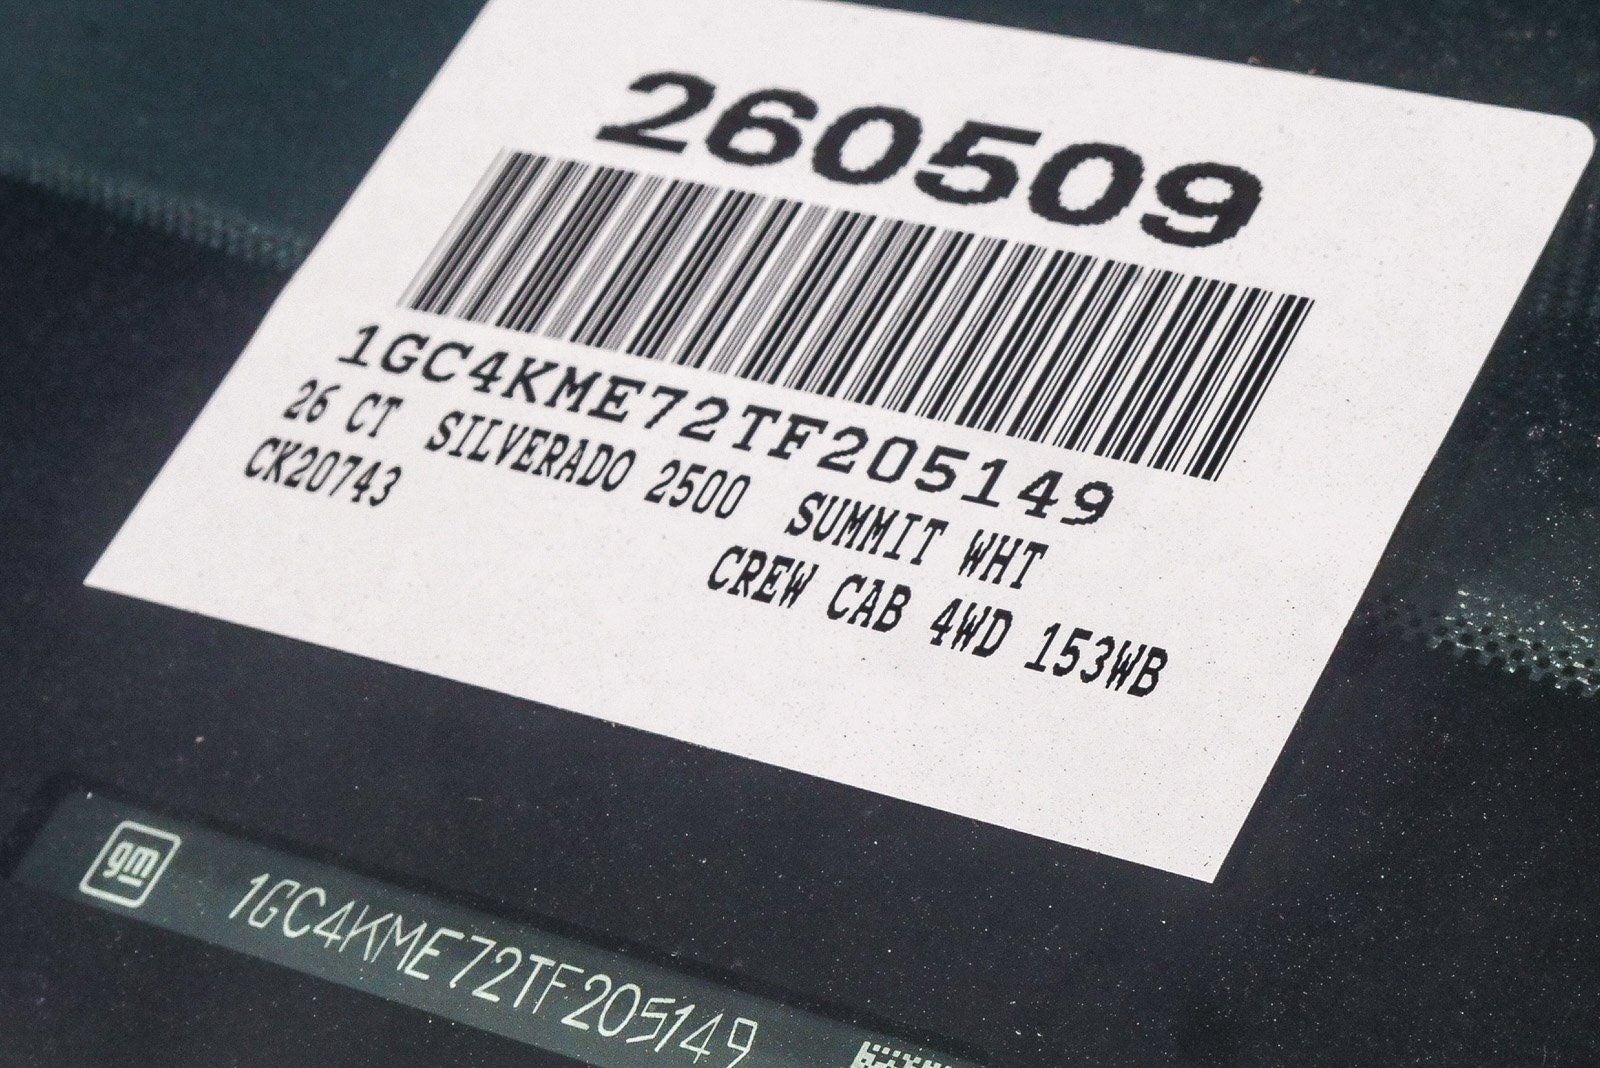 260509
1GC4KME72TF205149
26 CT SILVERADO 2500 SUMMIT WHT
CK20743 CREW CAB 4WD 153WB
gm 1GC4KME72TF205149